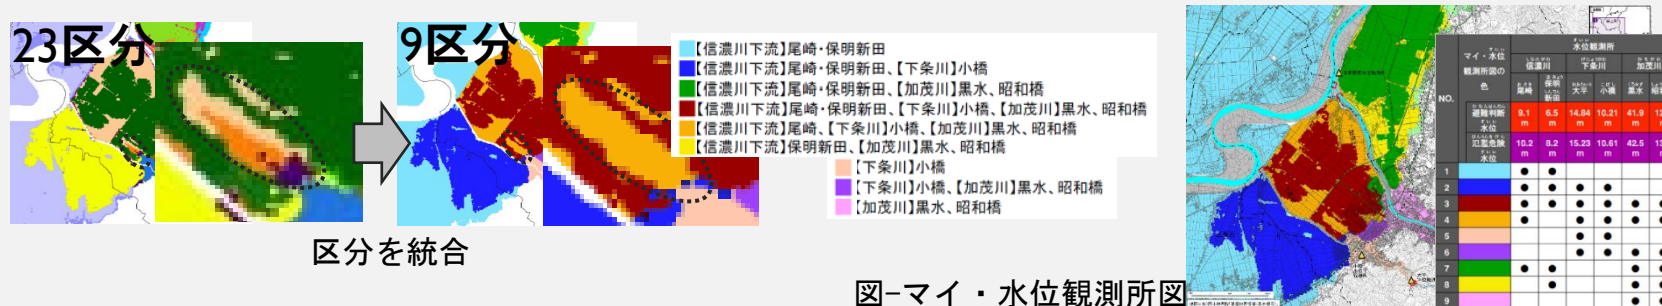 23区分
9区分
【信濃川下流】尾崎・保明新田
【信濃川下流】尾崎・保明新田、【下条川】小橋
【信濃川下流】尾崎・保明新田、【加茂川】黒水、昭和橋
【信濃川下流】尾崎・保明新田、【下条川】小橋、【加茂川】黒水、昭和橋
【信濃川下流】尾崎、【下条川】小橋、【加茂川】黒水、昭和橋
【信濃川下流】保明新田、【加茂川】黒水、昭和橋
【下条川】小橋
【下条川】小橋、【加茂川】黒水、昭和橋
【加茂川】黒水、昭和橋
区分を統合
図-マイ・水位観測所図
NO.
マイ・水位
観測所図の
色
水位観測所
信濃川 下条川 加茂川
尾崎 保明新田 大平 小橋 黒水
避難判断水位 9.1m 6.5m 14.84m 10.21m 41.9m
氾濫危険水位 10.2m 8.2m 15.23m 10.61m 42.5m
1 ● ●
2 ● ● ● ●
3 ● ● ● ● ● ●
4 ● ● ● ● ●
5 ● ●
6 ● ● ● ●
7 ● ● ● ●
8 ● ● ●
9 ● ●